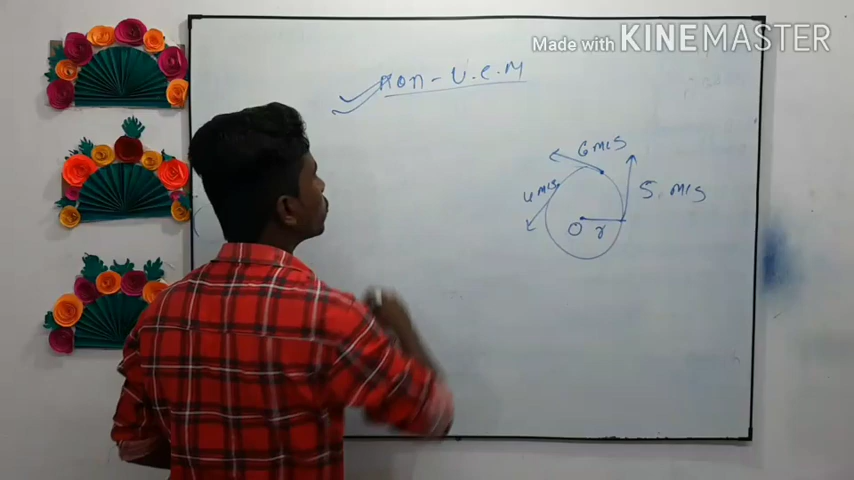 Made with KINEMASTER
Non - U.C.M
6 m/s
4 m/s
5 m/s
O r